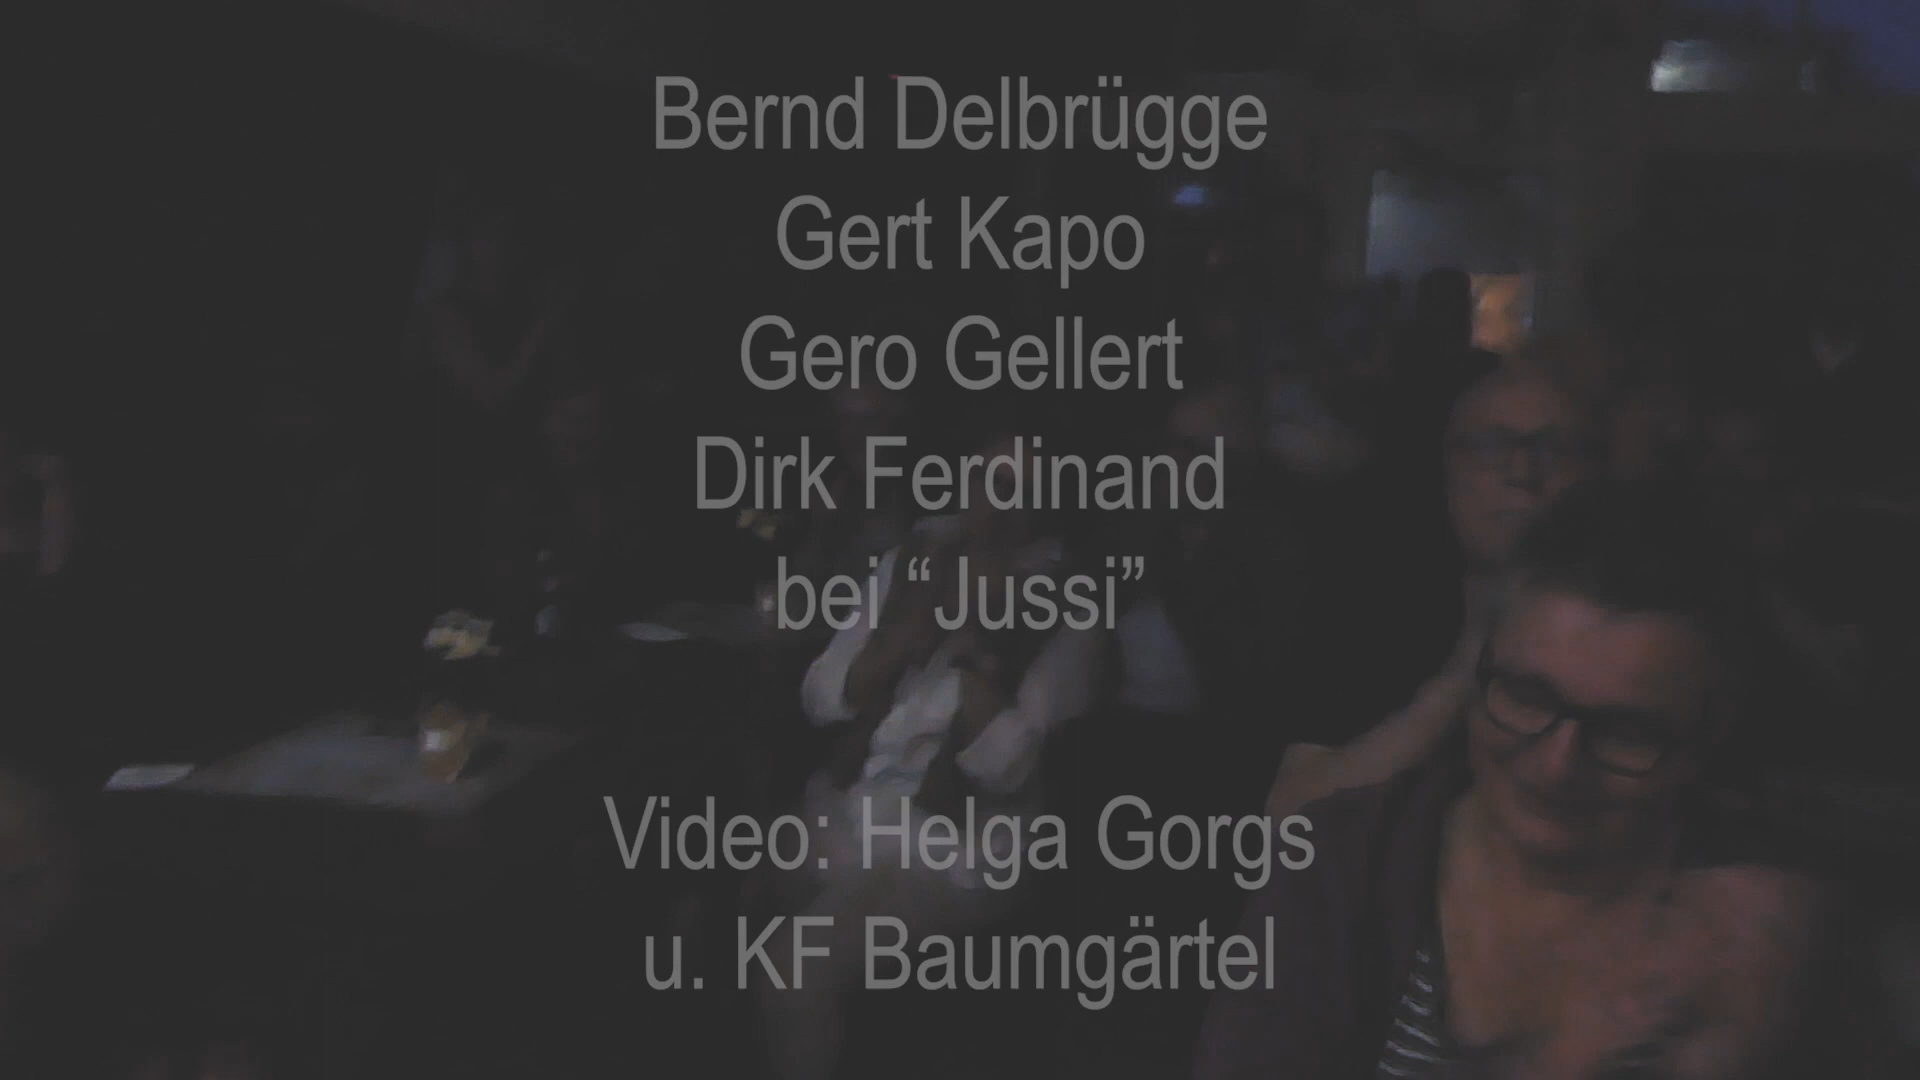 Bernd Delbrügge
Gert Kapo
Gero Gellert
Dirk Ferdinand
bei “Jussi”
Video: Helga Gorgs
u. KF Baumgärtel